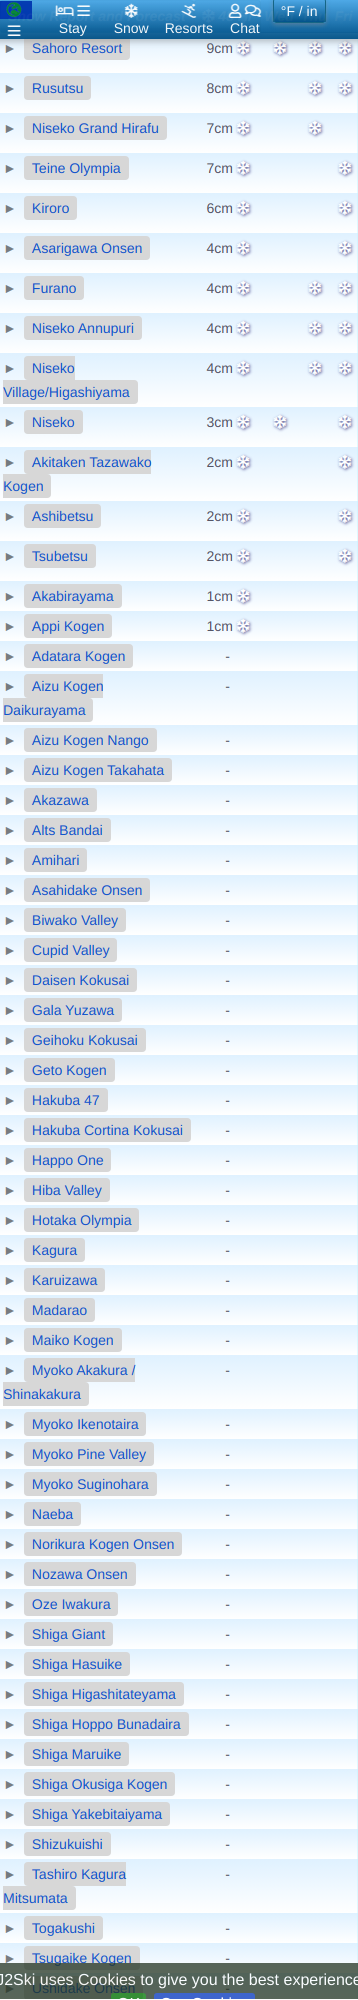 °F / in
Stay
Snow
Resorts
Chat
Sahoro Resort 9cm
Rusutsu 8cm
Niseko Grand Hirafu 7cm
Teine Olympia 7cm
Kiroro 6cm
Asarigawa Onsen 4cm
Furano 4cm
Niseko Annupuri 4cm
Niseko 4cm
Village/Higashiyama
Niseko 3cm
Akitaken Tazawako 2cm
Kogen
Ashibetsu 2cm
Tsubetsu 2cm
Akabirayama 1cm
Appi Kogen 1cm
Adatara Kogen -
Aizu Kogen -
Daikurayama
Aizu Kogen Nango -
Aizu Kogen Takahata -
Akazawa -
Alts Bandai -
Amihari -
Asahidake Onsen -
Biwako Valley -
Cupid Valley -
Daisen Kokusai -
Gala Yuzawa -
Geihoku Kokusai -
Geto Kogen -
Hakuba 47 -
Hakuba Cortina Kokusai -
Happo One -
Hiba Valley -
Hotaka Olympia -
Kagura -
Karuizawa -
Madarao -
Maiko Kogen -
Myoko Akakura / -
Shinakakura
Myoko Ikenotaira -
Myoko Pine Valley -
Myoko Suginohara -
Naeba -
Norikura Kogen Onsen -
Nozawa Onsen -
Oze Iwakura -
Shiga Giant -
Shiga Hasuike -
Shiga Higashitateyama -
Shiga Hoppo Bunadaira -
Shiga Maruike -
Shiga Okusiga Kogen -
Shiga Yakebitaiyama -
Shizukuishi -
Tashiro Kagura -
Mitsumata
Togakushi -
Tsugaike Kogen -
J2Ski uses Cookies to give you the best experience
Oshidake Onsen -